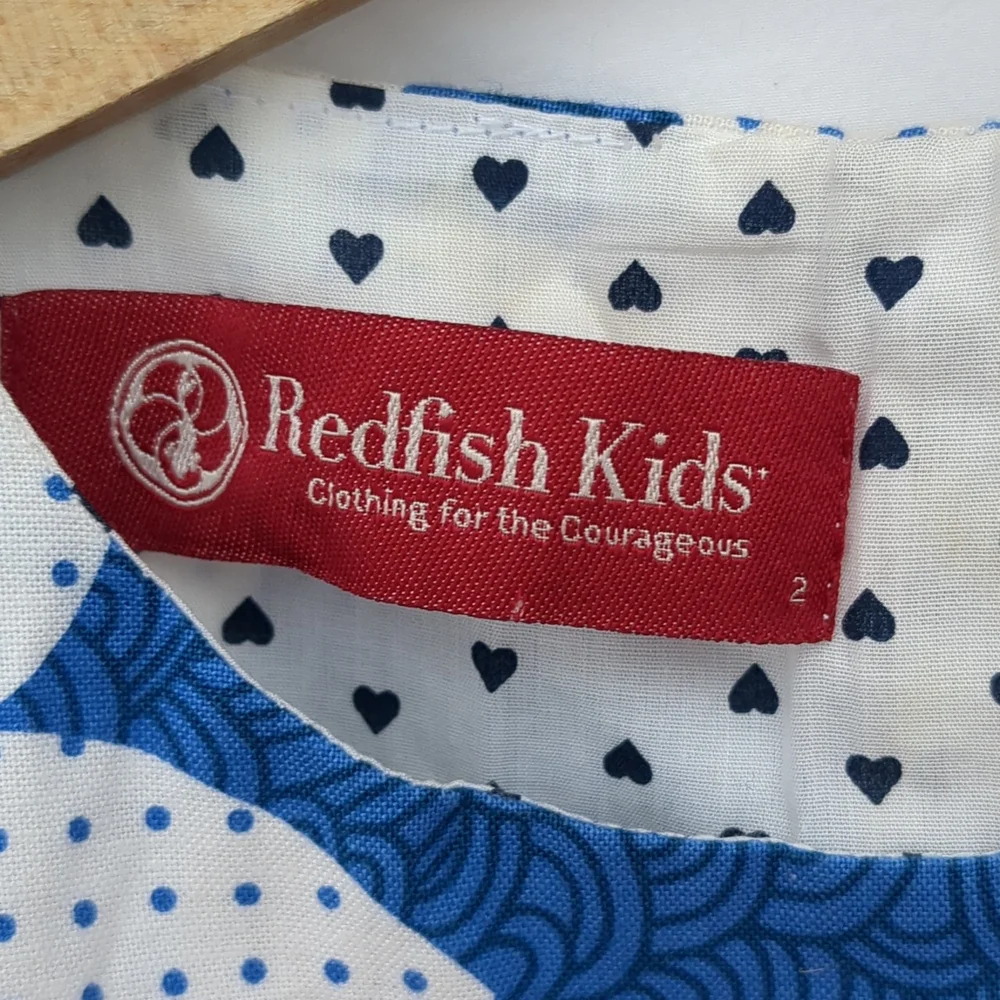 Redfish Kids
Clothing for the Courageous
2